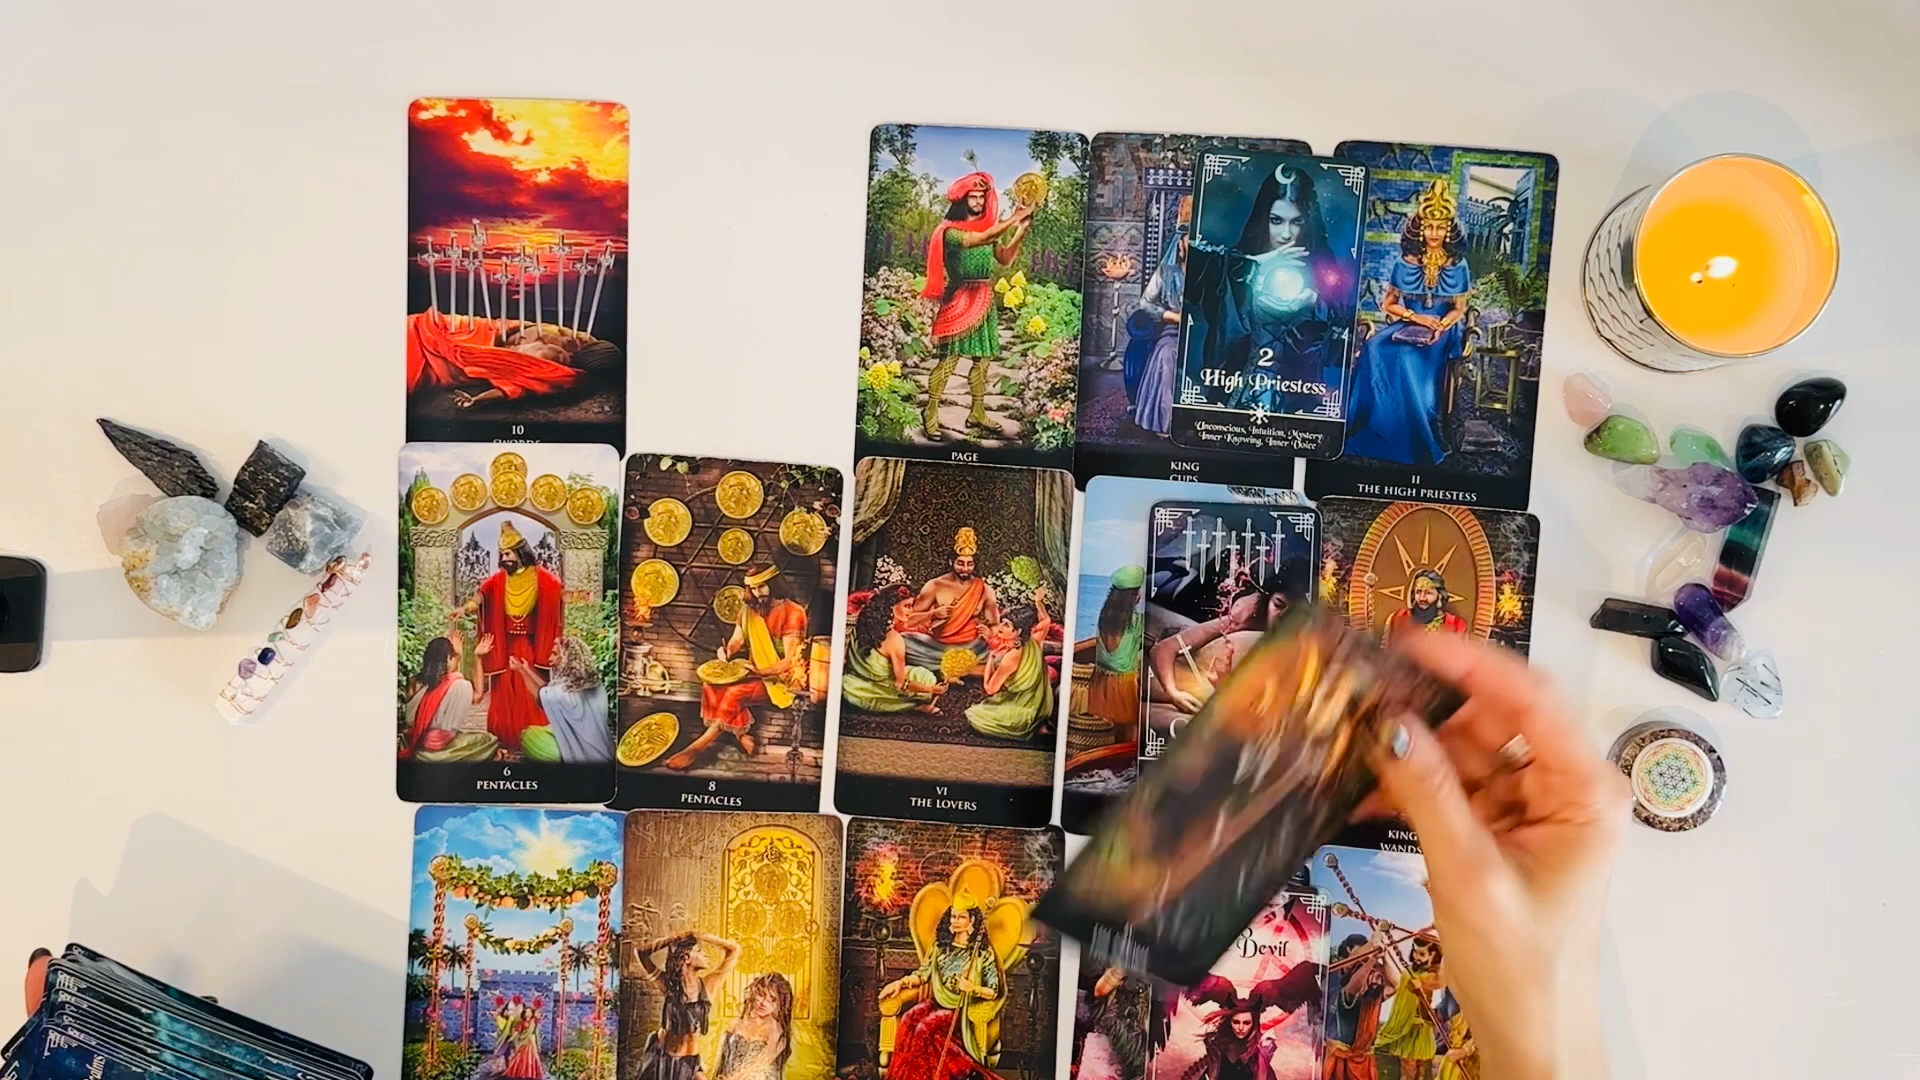 10
SWORDS
PAGE
KING
CUPS
2
High Priestess
Unconscious, Intuition, Mystery
Inner Knowing, Inner Voice
II
THE HIGH PRIESTESS
6
PENTACLES
8
PENTACLES
VI
THE LOVERS
KING
WANDS
Devil